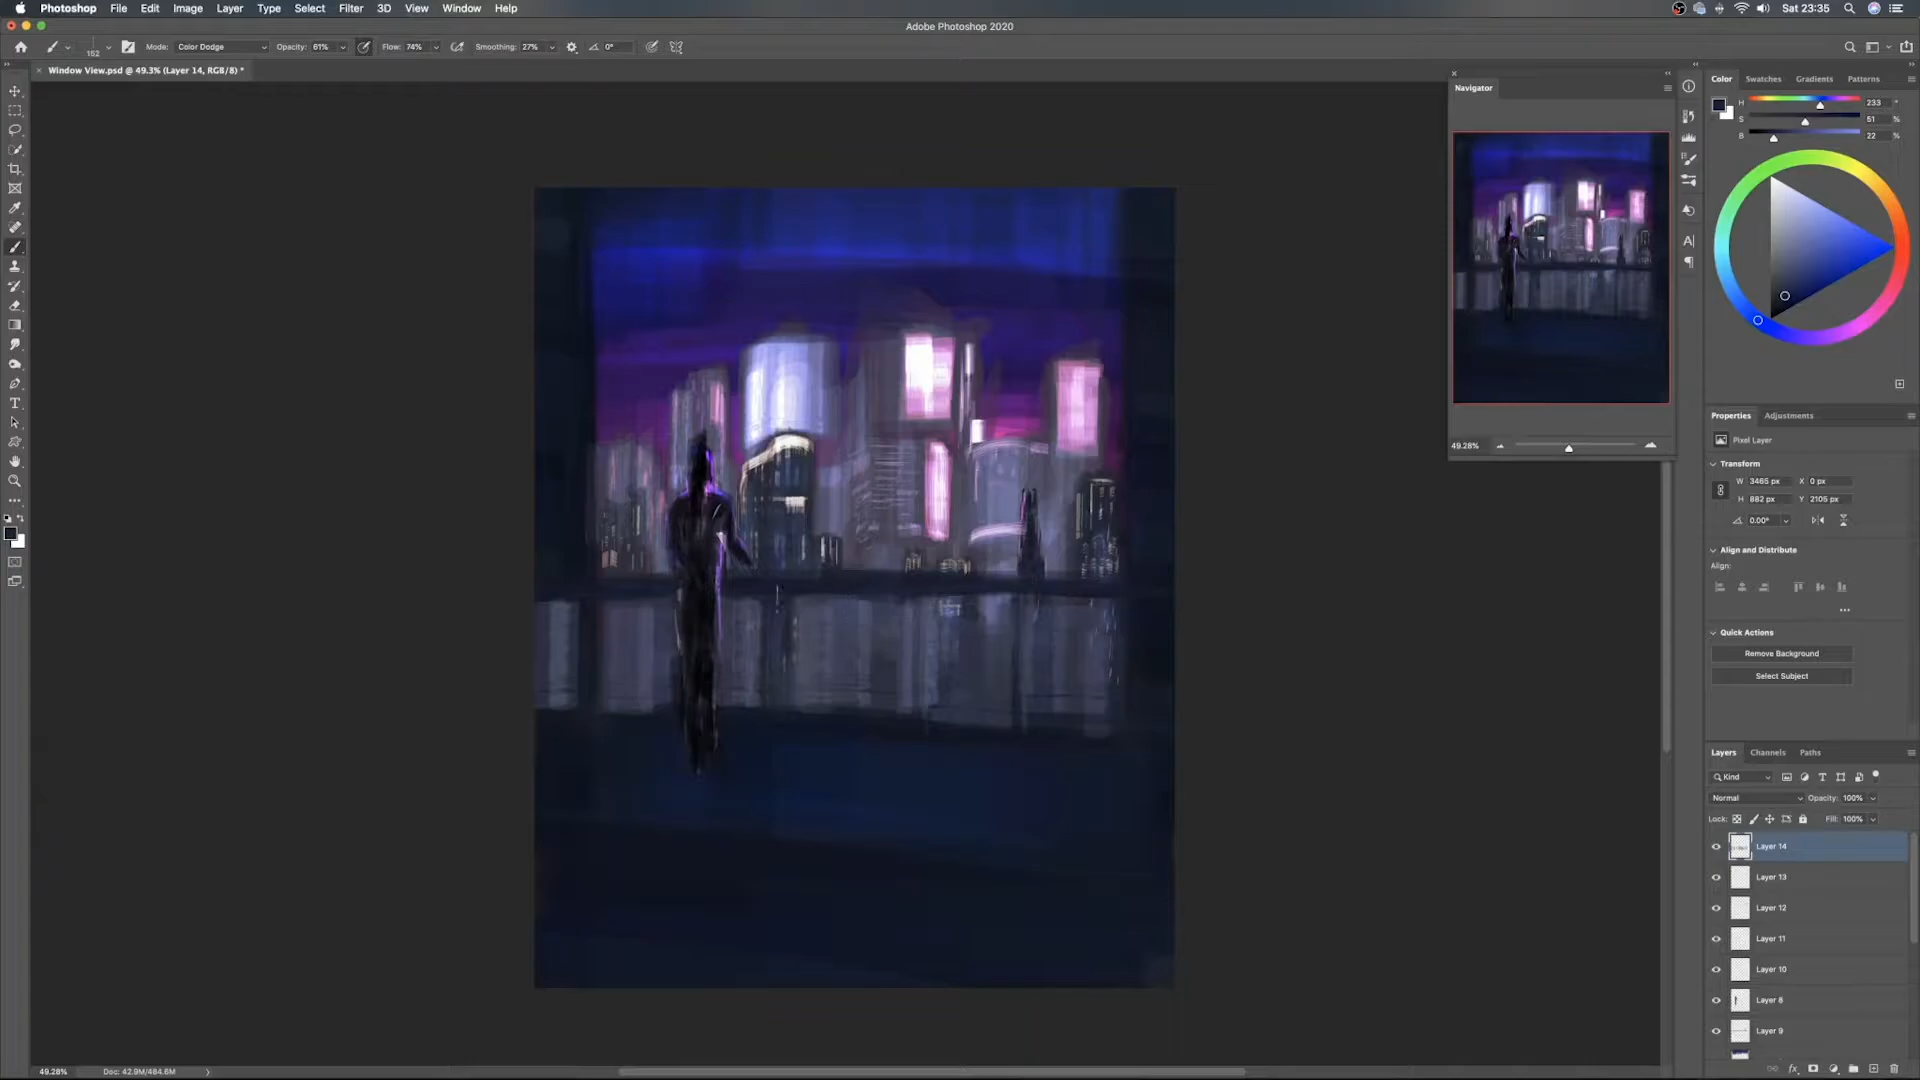 Photoshop File Edit Image Layer Type Select Filter 3D View Window Help Sat 23:35
Adobe Photoshop 2020
152 Mode: Color Dodge Opacity: 61% Flow: 74% Smoothing: 27% 0°
× Window View.psd @ 49.3% (Layer 14, RGB/8) *
Navigator
49.28%
Color Swatches Gradients Patterns
H 233 °
S 51 %
B 22 %
Properties Adjustments
Pixel Layer
Transform
W 3465 px X 0 px
H 882 px Y 2105 px
0.00°
Align and Distribute
Align:
Quick Actions
Remove Background
Select Subject
Layers Channels Paths
Kind
Normal Opacity: 100%
Lock: Fill: 100%
Layer 14
Layer 13
Layer 12
Layer 11
Layer 10
Layer 8
Layer 9
49.28% Doc: 42.9M/484.6M